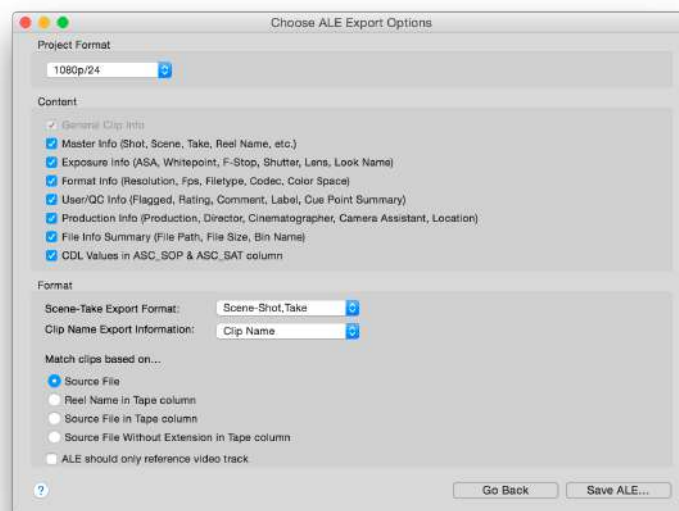 Choose ALE Export Options
Project Format
1080p/24
Content
General Clip Info
Master Info (Shot, Scene, Take, Reel Name, etc.)
Exposure Info (ASA, Whitepoint, F-Stop, Shutter, Lens, Look Name)
Format Info (Resolution, Fps, Filetype, Codec, Color Space)
User/QC Info (Flagged, Rating, Comment, Label, Cue Point Summary)
Production Info (Production, Director, Cinematographer, Camera Assistant, Location)
File Info Summary (File Path, File Size, Bin Name)
CDL Values in ASC_SOP & ASC_SAT column
Format
Scene-Take Export Format: Scene-Shot,Take
Clip Name Export Information: Clip Name
Match clips based on...
Source File
Reel Name in Tape column
Source File in Tape column
Source File Without Extension in Tape column
ALE should only reference video track
? Go Back Save ALE...